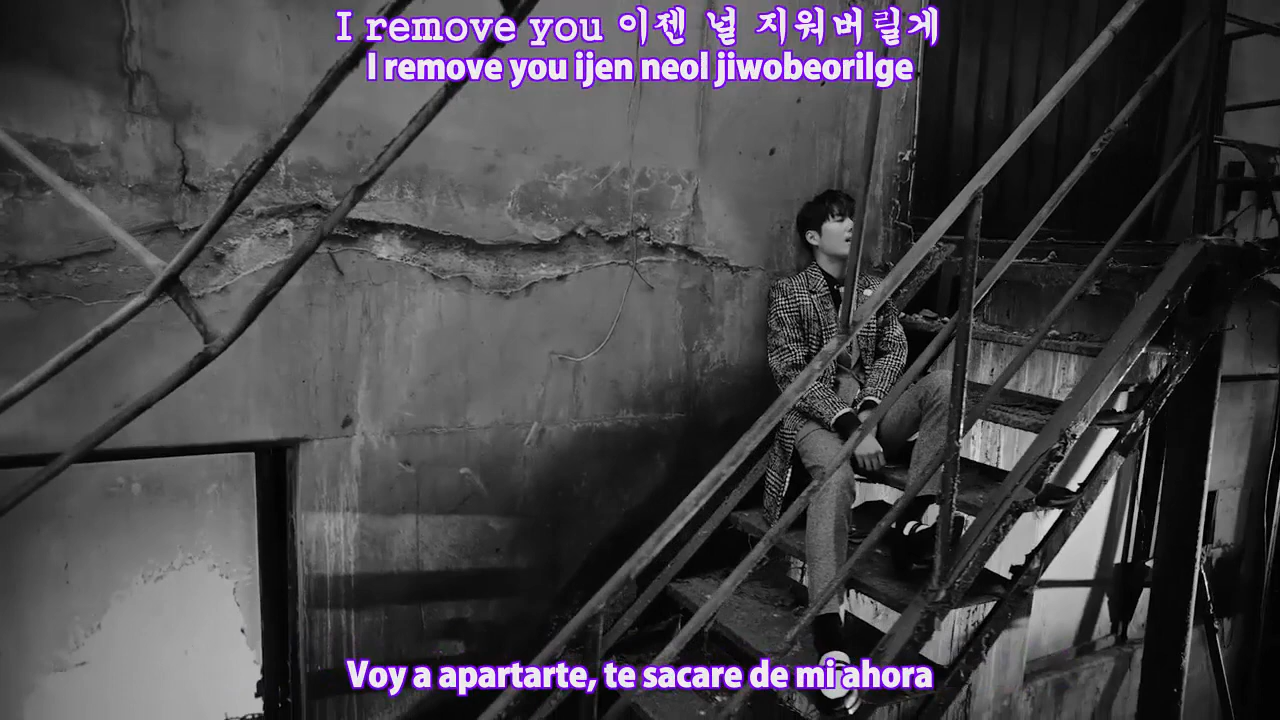 I remove you 이젠 널 지워버릴게
I remove you ijen neol jiwobeorilge
Voy a apartarte, te sacare de mi ahora